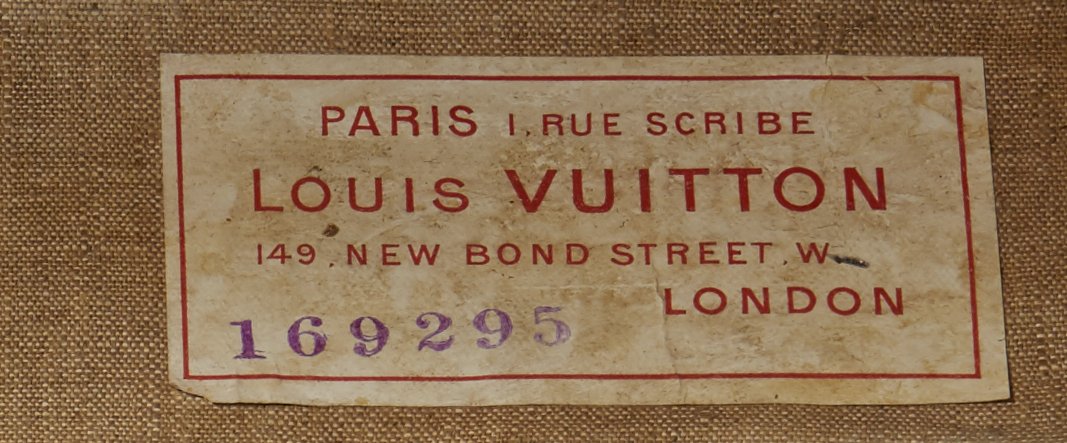 PARIS 1, RUE SCRIBE
LOUIS VUITTON
149, NEW BOND STREET, W.
LONDON
169295